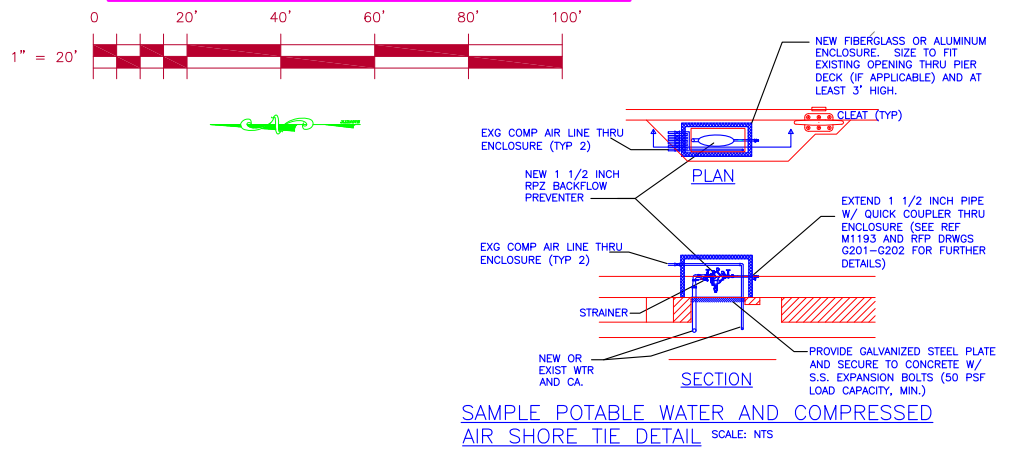 0 20' 40' 60' 80' 100'
1" = 20'
NEW FIBERGLASS OR ALUMINUM
ENCLOSURE. SIZE TO FIT
EXISTING OPENING THRU PIER
DECK (IF APPLICABLE) AND AT
LEAST 3' HIGH.
CLEAT (TYP)
EXG COMP AIR LINE THRU
ENCLOSURE (TYP 2)
PLAN
NEW 1 1/2 INCH
RPZ BACKFLOW
PREVENTER
EXTEND 1 1/2 INCH PIPE
W/ QUICK COUPLER THRU
ENCLOSURE (SEE REF
M1193 AND RFP DRWGS
G201-G202 FOR FURTHER
DETAILS)
EXG COMP AIR LINE THRU
ENCLOSURE (TYP 2)
STRAINER
NEW OR
EXIST WTR
AND CA.
PROVIDE GALVANIZED STEEL PLATE
AND SECURE TO CONCRETE W/
S.S. EXPANSION BOLTS (50 PSF
LOAD CAPACITY, MIN.)
SECTION
SAMPLE POTABLE WATER AND COMPRESSED
AIR SHORE TIE DETAIL SCALE: NTS